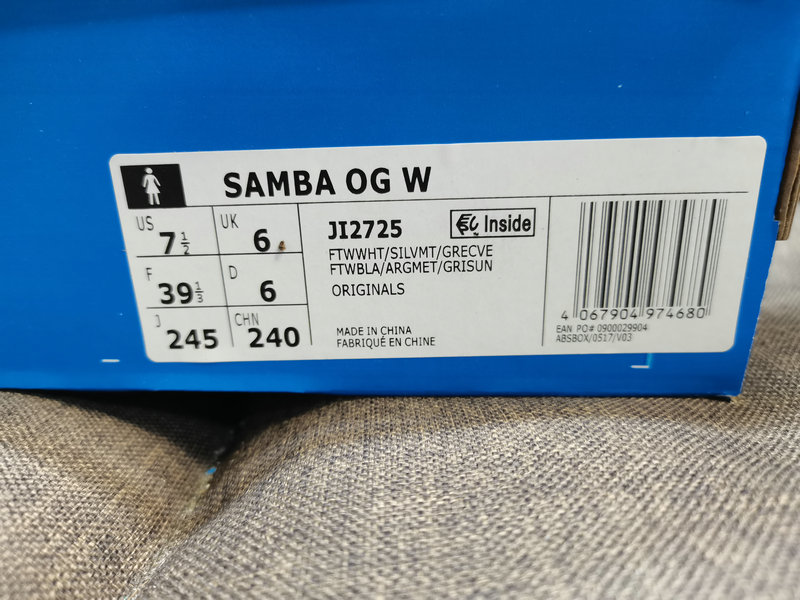 SAMBA OG W
US 7 1/2
UK 6
F 39 1/3
D 6
J 245
CHN 240
JI2725
Inside
FTWWHT/SILVMT/GRECVE
FTWBLA/ARGMET/GRISUN
ORIGINALS
MADE IN CHINA
FABRIQUÉ EN CHINE
4 067904 974680
EAN PO# 0900029904
ABSBOX/0517/V03